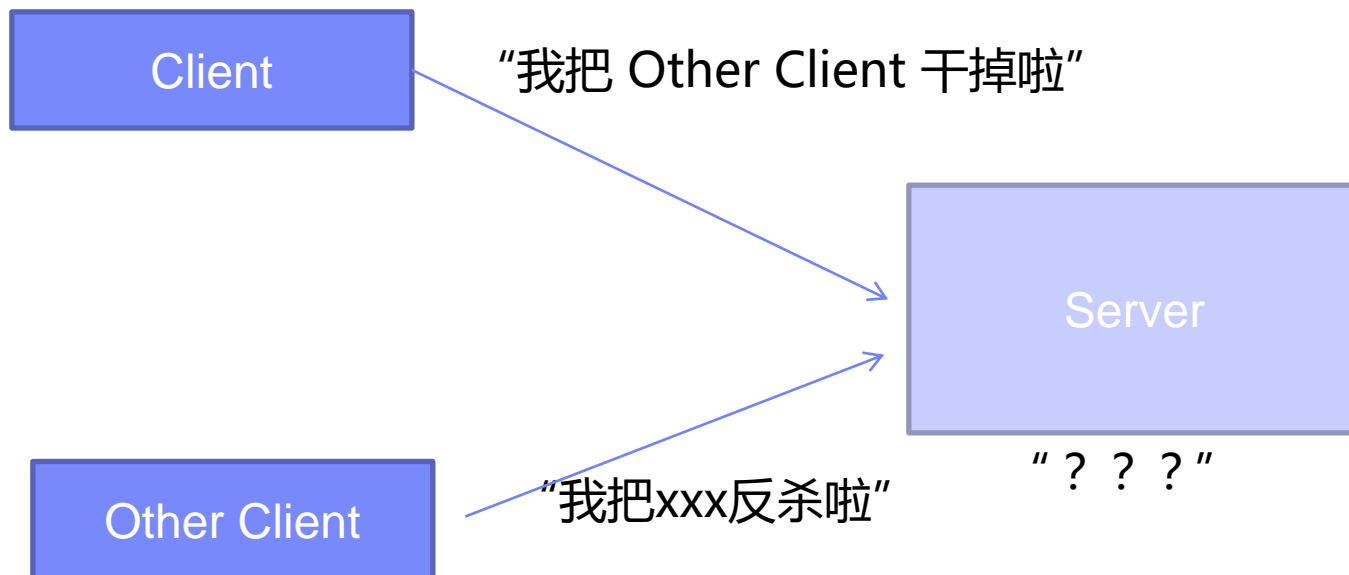 Client
“我把 Other Client 干掉啦”
Server
“？？？”
“我把xxx反杀啦”
Other Client